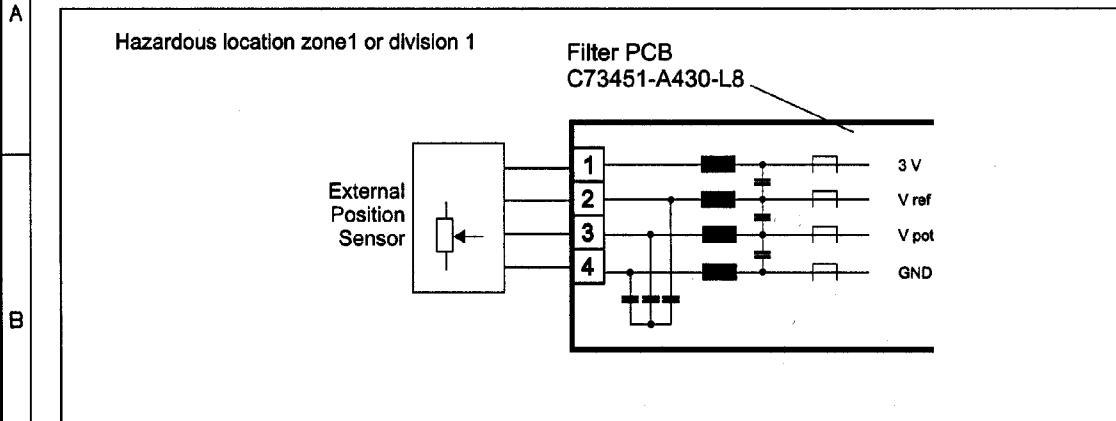 A
Hazardous location zone1 or division 1
Filter PCB
C73451-A430-L8
1
3 V
External
Position
Sensor
2
V ref
3
V pot
4
GND
B